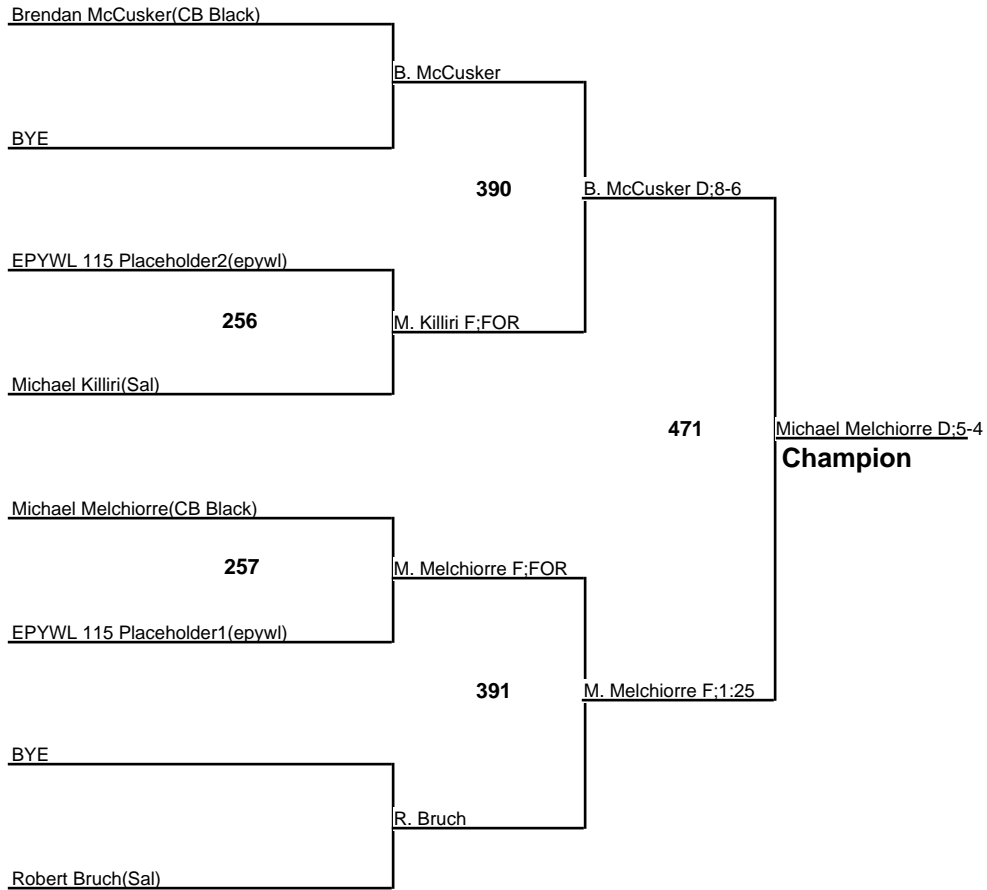 Brendan McCusker(CB Black)
B. McCusker
BYE
390
B. McCusker D;8-6
EPYWL 115 Placeholder2(epywl)
256
M. Killiri F;FOR
Michael Killiri(Sal)
471
Michael Melchiorre D;5-4
Champion
Michael Melchiorre(CB Black)
257
M. Melchiorre F;FOR
EPYWL 115 Placeholder1(epywl)
391
M. Melchiorre F;1:25
BYE
R. Bruch
Robert Bruch(Sal)